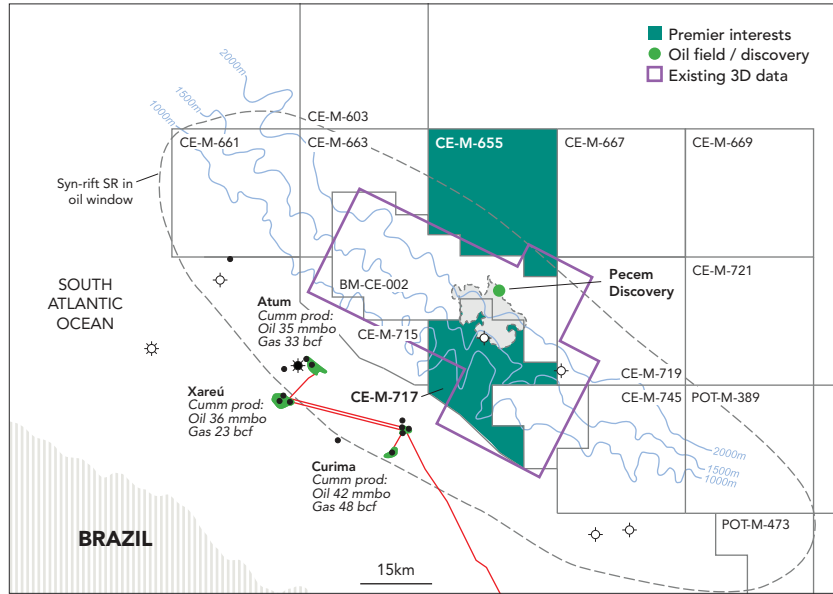 Premier interests
Oil field / discovery
Existing 3D data
2000m
1500m
1000m
CE-M-603
CE-M-661
CE-M-663
CE-M-655
CE-M-667
CE-M-669
Syn-rift SR in
oil window
SOUTH
ATLANTIC
OCEAN
BM-CE-002
Pecem
Discovery
CE-M-721
Atum
Cumm prod:
Oil 35 mmbo
Gas 33 bcf
CE-M-715
CE-M-719
Xareú
Cumm prod:
Oil 36 mmbo
Gas 23 bcf
CE-M-717
CE-M-745
POT-M-389
2000m
1500m
1000m
Curima
Cumm prod:
Oil 42 mmbo
Gas 48 bcf
POT-M-473
BRAZIL
15km